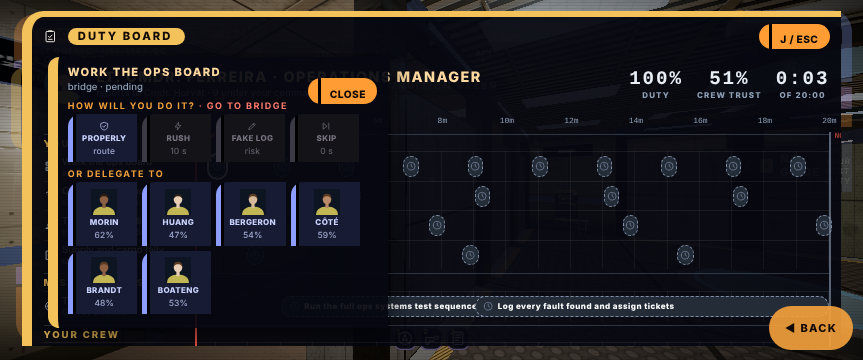 DUTY BOARD
J / ESC
WORK THE OPS BOARD
bridge · pending
REIRA · OPERATIONS MANAGER
CLOSE
100% 51% 0:03
DUTY CREW TRUST OF 20:00
HOW WILL YOU DO IT? · GO TO BRIDGE
8m 10m 12m 14m 16m 18m 20m
PROPERLY RUSH FAKE LOG SKIP
route 10 s risk 0 s
OR DELEGATE TO
MORIN HUANG BERGERON CÔTÉ
62% 47% 54% 59%
BRANDT BOATENG
48% 53%
Run the full ops systems test sequence
Log every fault found and assign tickets
YOUR CREW
◀ BACK